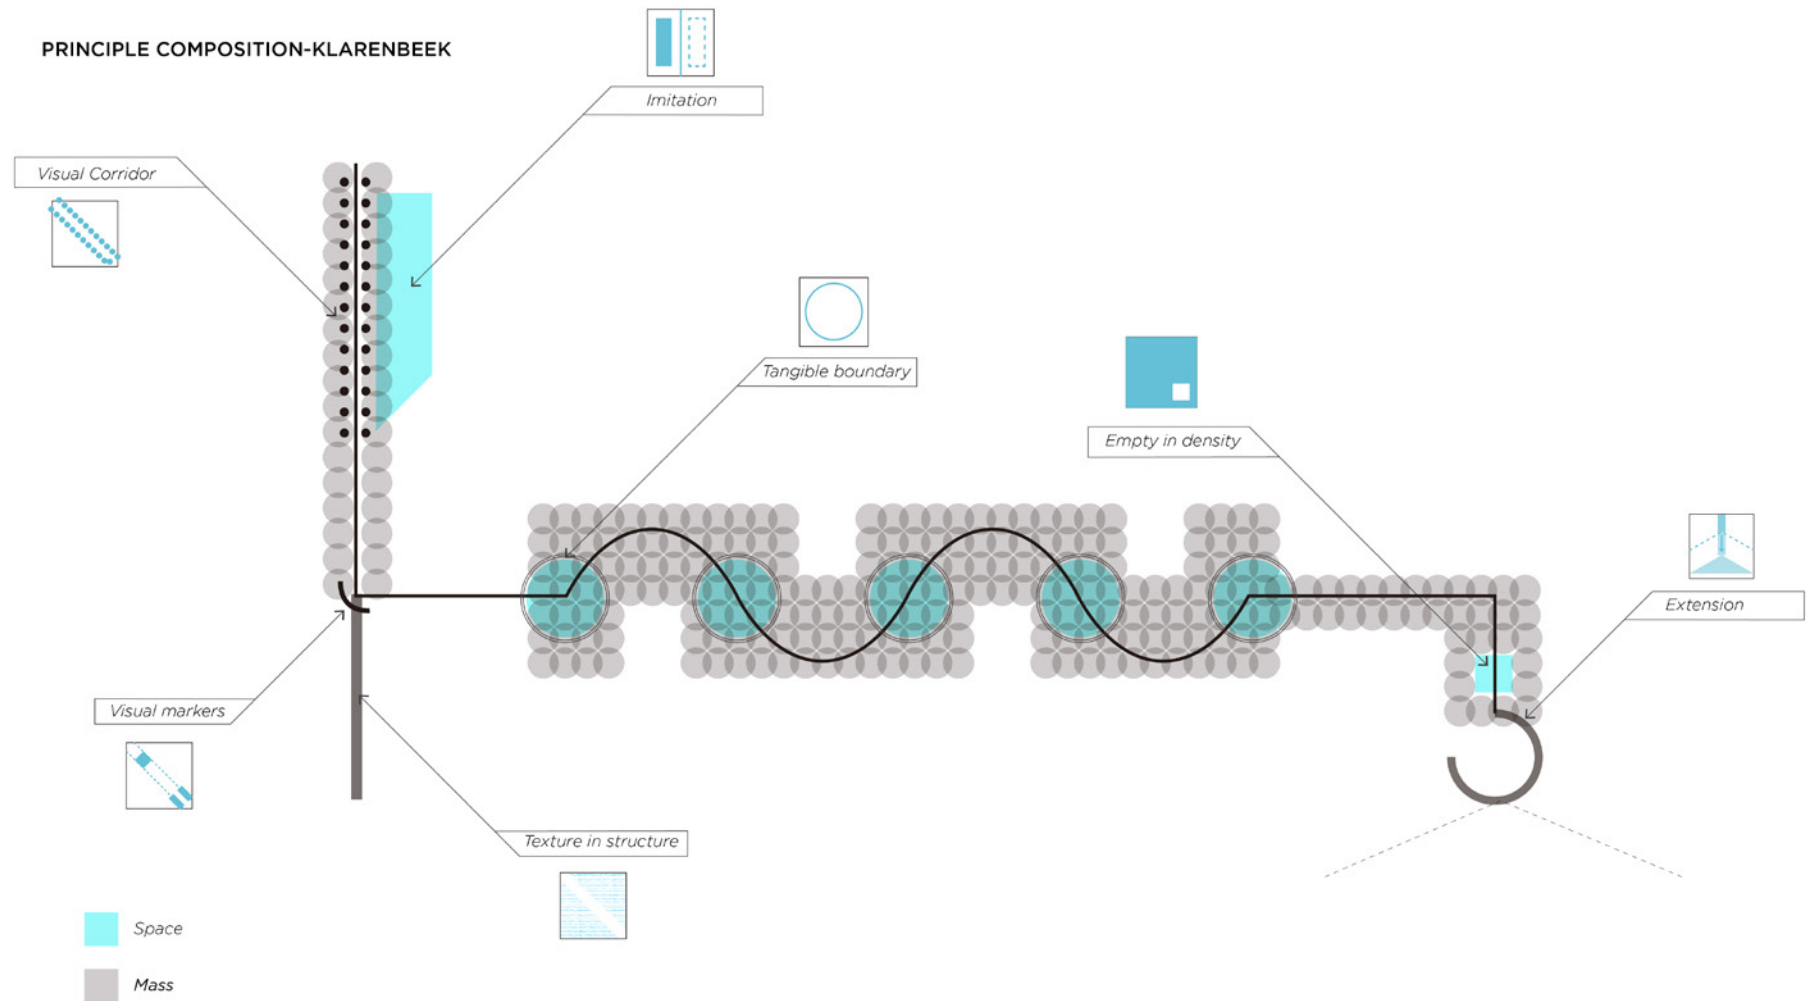 PRINCIPLE COMPOSITION-KLARENBEEK
Imitation
Visual Corridor
Tangible boundary
Empty in density
Extension
Visual markers
Texture in structure
Space
Mass